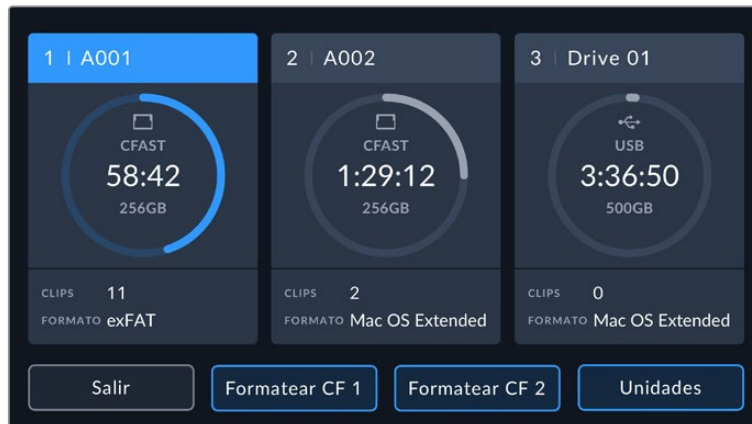 1 | A001
CFAST
58:42
256GB
CLIPS 11
FORMATO exFAT
2 | A002
CFAST
1:29:12
256GB
CLIPS 2
FORMATO Mac OS Extended
3 | Drive 01
USB
3:36:50
500GB
CLIPS 0
FORMATO Mac OS Extended
Salir
Formatear CF 1
Formatear CF 2
Unidades